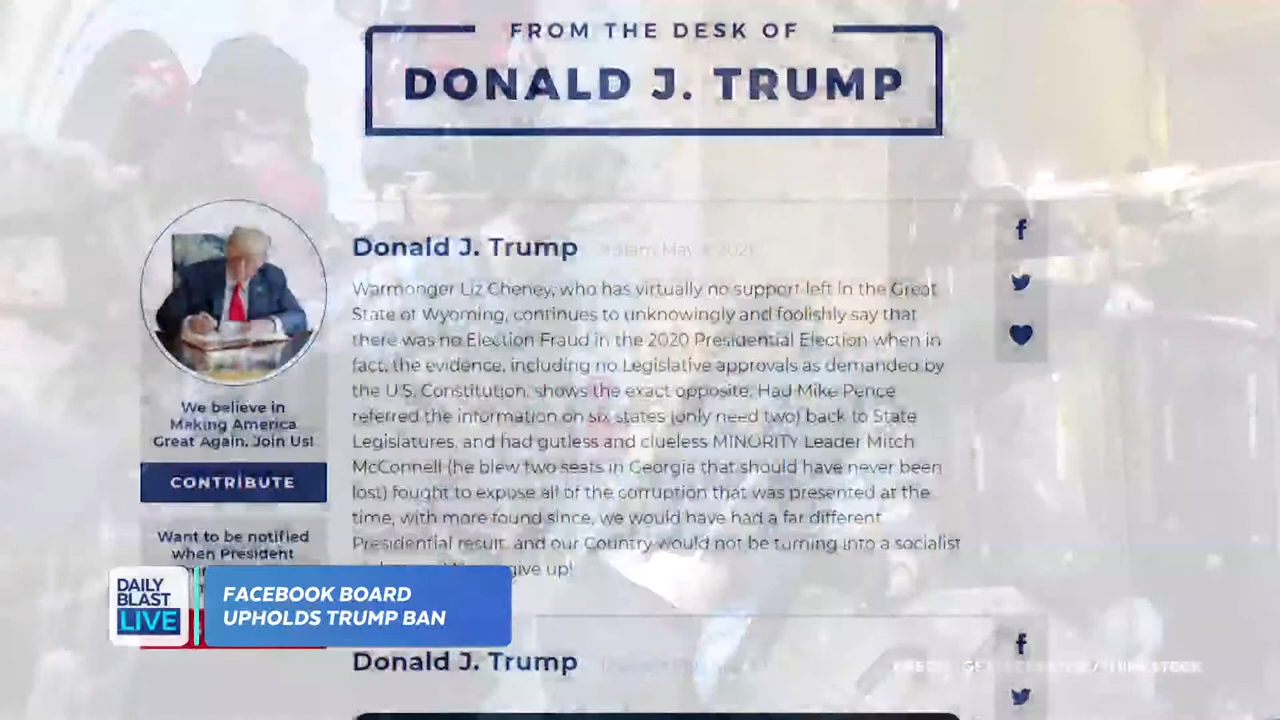 FROM THE DESK OF
DONALD J. TRUMP
Donald J. Trump
Warmonger Liz Cheney, who has virtually no support left in the Great
State of Wyoming, continues to unknowingly and foolishly say that
there was no Election Fraud in the 2020 Presidential Election when in
fact, the evidence, including no Legislative approvals as demanded by
the U.S. Constitution, shows the exact opposite. Had Mike Pence
referred the information on six states (only need two) back to State
Legislatures, and had gutless and clueless MINORITY Leader Mitch
McConnell (he blew two seats in Georgia that should have never been
lost) fought to expose all of the corruption that was presented at the
time, with more found since, we would have had a far different
Presidential result, and our Country would not be turning into a socialist
give up!
We believe in
Making America
Great Again. Join Us!
CONTRIBUTE
Want to be notified
when President
DAILY
BLAST
LIVE
FACEBOOK BOARD
UPHOLDS TRUMP BAN
Donald J. Trump